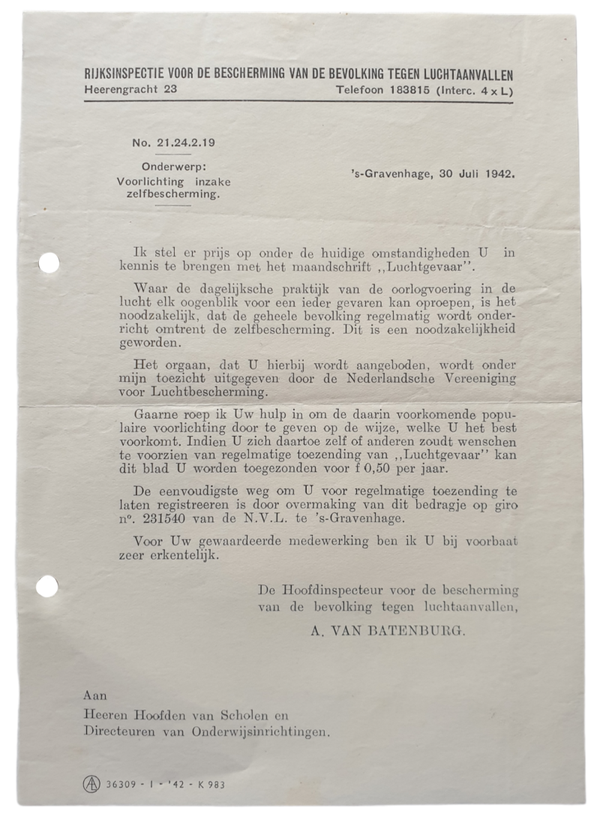 RIJKSINSPECTIE VOOR DE BESCHERMING VAN DE BEVOLKING TEGEN LUCHTAANVALLEN
Heerengracht 23 Telefoon 183815 (Interc. 4 x L)
No. 21.24.2.19
Onderwerp:
Voorlichting inzake
zelfbescherming.
's-Gravenhage, 30 Juli 1942.
Ik stel er prijs op onder de huidige omstandigheden U in
kennis te brengen met het maandschrift ,,Luchtgevaar".
Waar de dagelijksche praktijk van de oorlogvoering in de
lucht elk oogenblik voor een ieder gevaren kan oproepen, is het
noodzakelijk, dat de geheele bevolking regelmatig wordt onder-
richt omtrent de zelfbescherming. Dit is een noodzakelijkheid
geworden.
Het orgaan, dat U hierbij wordt aangeboden, wordt onder
mijn toezicht uitgegeven door de Nederlandsche Vereeniging
voor Luchtbescherming.
Gaarne roep ik Uw hulp in om de daarin voorkomende popu-
laire voorlichting door te geven op de wijze, welke U het best
voorkomt. Indien U zich daartoe zelf of anderen zoudt wenschen
te voorzien van regelmatige toezending van ,,Luchtgevaar" kan
dit blad U worden toegezonden voor f 0,50 per jaar.
De eenvoudigste weg om U voor regelmatige toezending te
laten registreeren is door overmaking van dit bedragje op giro
n°. 231540 van de N.V.L. te 's-Gravenhage.
Voor Uw gewaardeerde medewerking ben ik U bij voorbaat
zeer erkentelijk.
De Hoofdinspecteur voor de bescherming
van de bevolking tegen luchtaanvallen,
A. VAN BATENBURG.
Aan
Heeren Hoofden van Scholen en
Directeuren van Onderwijsinrichtingen.
36309 - I - '42 - K 983